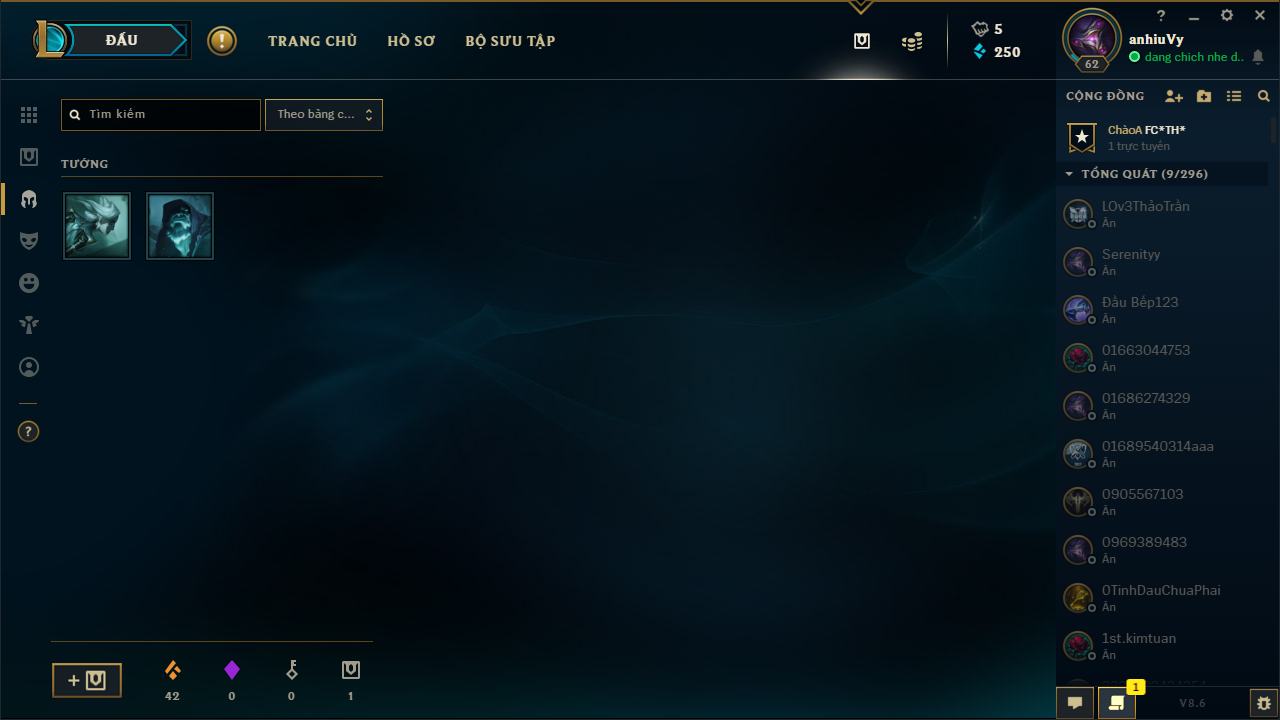 ĐẤU
!
TRANG CHỦ
HỒ SƠ
BỘ SƯU TẬP
5
250
?
62
anhiuVy
dang chich nhe d..
Tìm kiếm
Theo bảng c...
TƯỚNG
?
42
0
0
1
+
CỘNG ĐỒNG
ChàoA FC*TH*
1 trực tuyến
TỔNG QUÁT (9/296)
LOv3ThảoTrần
Ẩn
Serenityy
Ẩn
Đầu Bếp123
Ẩn
01663044753
Ẩn
01686274329
Ẩn
01689540314aaa
Ẩn
0905567103
Ẩn
0969389483
Ẩn
0TinhDauChuaPhai
Ẩn
1st.kimtuan
Ẩn
1
V8.6